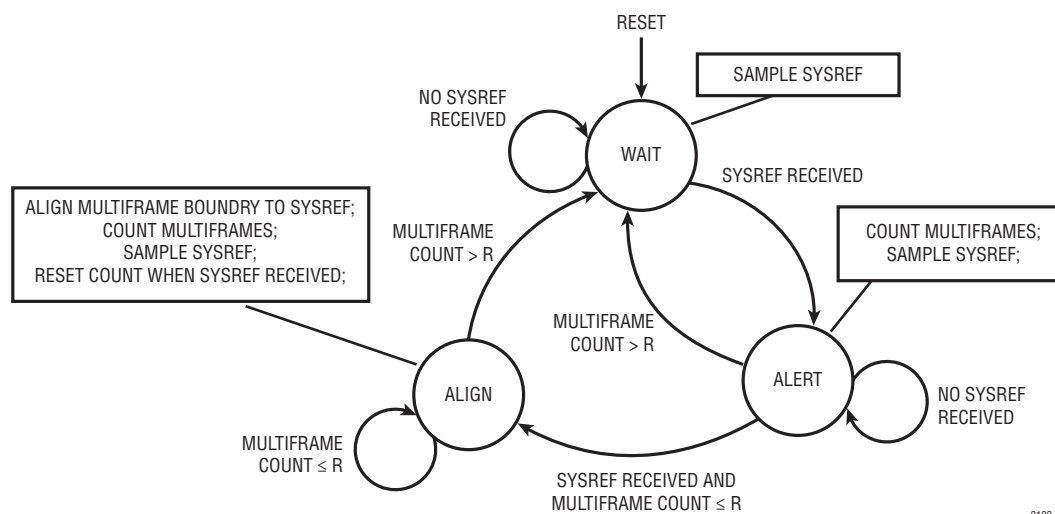 RESET
SAMPLE SYSREF
NO SYSREF
RECEIVED
WAIT
SYSREF RECEIVED
ALIGN MULTIFRAME BOUNDRY TO SYSREF;
COUNT MULTIFRAMES;
SAMPLE SYSREF;
RESET COUNT WHEN SYSREF RECEIVED;
MULTIFRAME
COUNT > R
COUNT MULTIFRAMES;
SAMPLE SYSREF;
MULTIFRAME
COUNT > R
ALIGN
ALERT
NO SYSREF
RECEIVED
MULTIFRAME
COUNT ≤ R
SYSREF RECEIVED AND
MULTIFRAME COUNT ≤ R